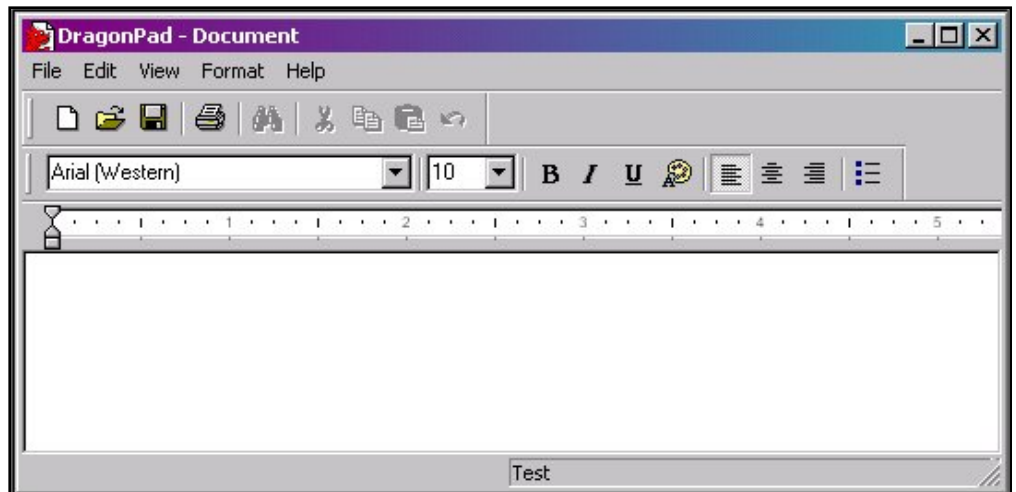 DragonPad - Document
File Edit View Format Help
Arial (Western) 10 B I U
1 2 3 4 5
Test